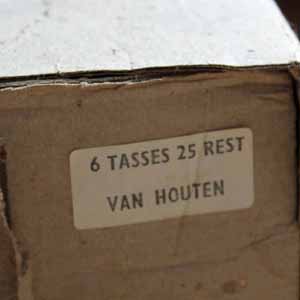 6 TASSES 25 REST
VAN HOUTEN